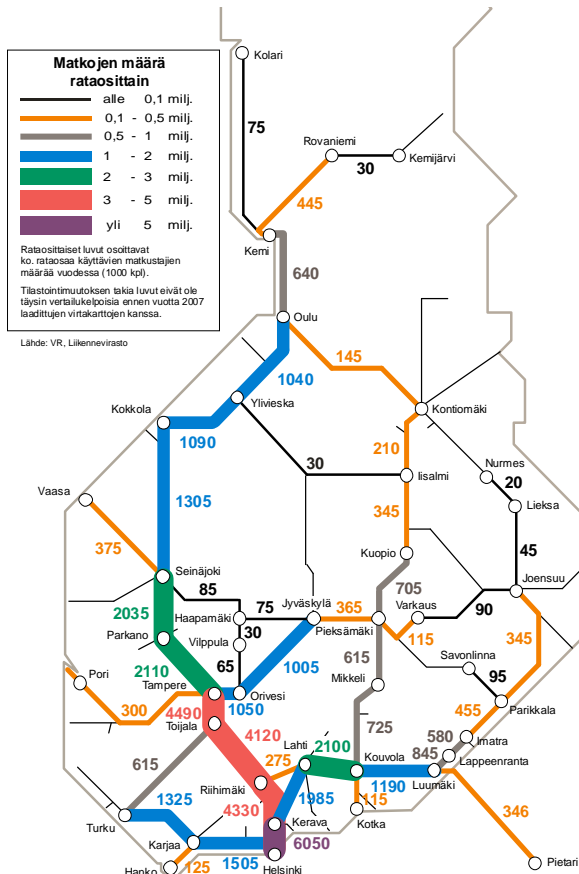 Matkojen määrä
rataosittain
alle 0,1 milj.
0,1 - 0,5 milj.
0,5 - 1 milj.
1 - 2 milj.
2 - 3 milj.
3 - 5 milj.
yli 5 milj.
Rataosittaiset luvut osoittavat
ko. rataosaa käyttävien matkustajien
määrää vuodessa (1000 kpl).
Tilastointimuutoksen takia luvut eivät ole
täysin vertailukelpoisia ennen vuotta 2007
laadittujen virtakarttojen kanssa.
Lähde: VR, Liikennevirasto
Kolari
75
Rovaniemi
30
Kemijärvi
445
Kemi
640
Oulu
145
1040
Ylivieska
Kokkola
1090
Kontiomäki
210
30
Iisalmi
Nurmes
20
Lieksa
Vaasa
1305
345
375
Kuopio
45
Seinäjoki
85
705
Joensuu
2035
Haapamäki
75
Jyväskylä
365
Varkaus
90
Parkano
30
Pieksämäki
115
345
Vilppula
2110
65
1005
615
Savonlinna
Pori
Tampere
Mikkeli
95
1050
Orivesi
Parikkala
300
4490
455
Toijala
4120
725
580
Imatra
Lahti
2100
845
Lappeenranta
615
275
Kouvola
Riihimäki
1190
Luumäki
1325
1985
115
346
4330
Kotka
Turku
Kerava
Karjaa
1505
6050
Hanko
125
Helsinki
Pietari